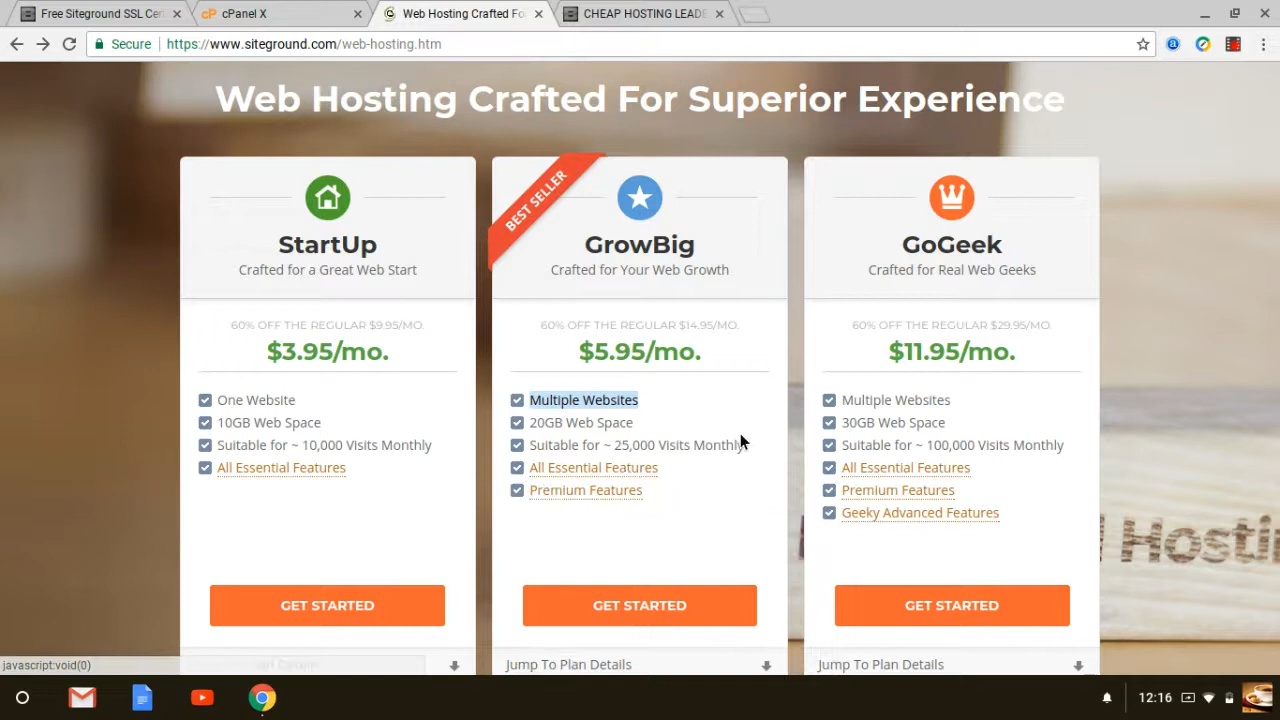 Free Siteground SSL Cer
cPanel X
Web Hosting Crafted Fo
CHEAP HOSTING LEADE
Secure
https://www.siteground.com/web-hosting.htm
Web Hosting Crafted For Superior Experience
StartUp
Crafted for a Great Web Start
60% OFF THE REGULAR $9.95/MO.
$3.95/mo.
One Website
10GB Web Space
Suitable for ~ 10,000 Visits Monthly
All Essential Features
GET STARTED
BEST SELLER
GrowBig
Crafted for Your Web Growth
60% OFF THE REGULAR $14.95/MO.
$5.95/mo.
Multiple Websites
20GB Web Space
Suitable for ~ 25,000 Visits Monthly
All Essential Features
Premium Features
GET STARTED
Jump To Plan Details
GoGeek
Crafted for Real Web Geeks
60% OFF THE REGULAR $29.95/MO.
$11.95/mo.
Multiple Websites
30GB Web Space
Suitable for ~ 100,000 Visits Monthly
All Essential Features
Premium Features
Geeky Advanced Features
GET STARTED
Jump To Plan Details
Hostin
javascript:void(0)
12:16